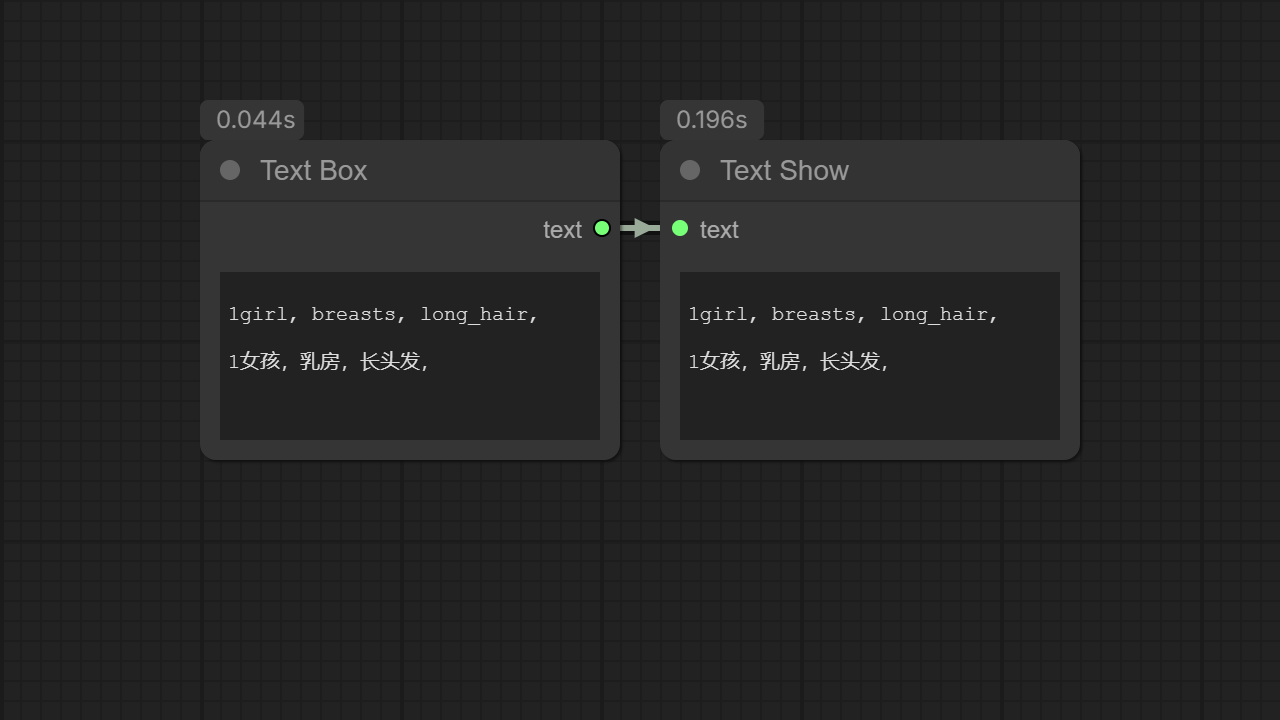 0.044s
Text Box
text
1girl, breasts, long_hair,
1女孩，乳房，长头发，
0.196s
Text Show
text
1girl, breasts, long_hair,
1女孩，乳房，长头发，